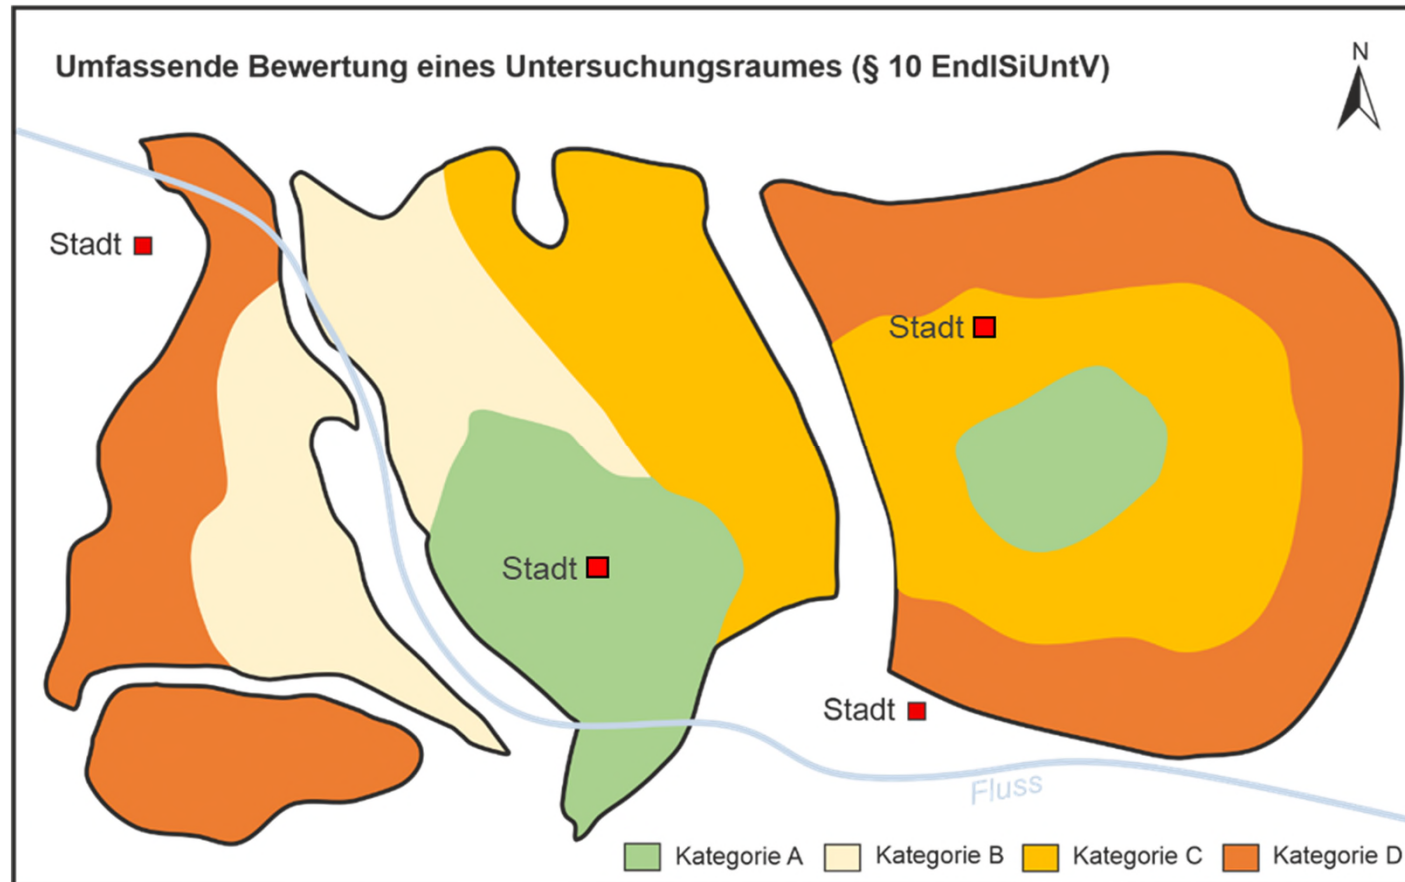 Umfassende Bewertung eines Untersuchungsraumes (§ 10 EndlSiUntV)
N
Stadt
Stadt
Stadt
Stadt
Fluss
Kategorie A
Kategorie B
Kategorie C
Kategorie D